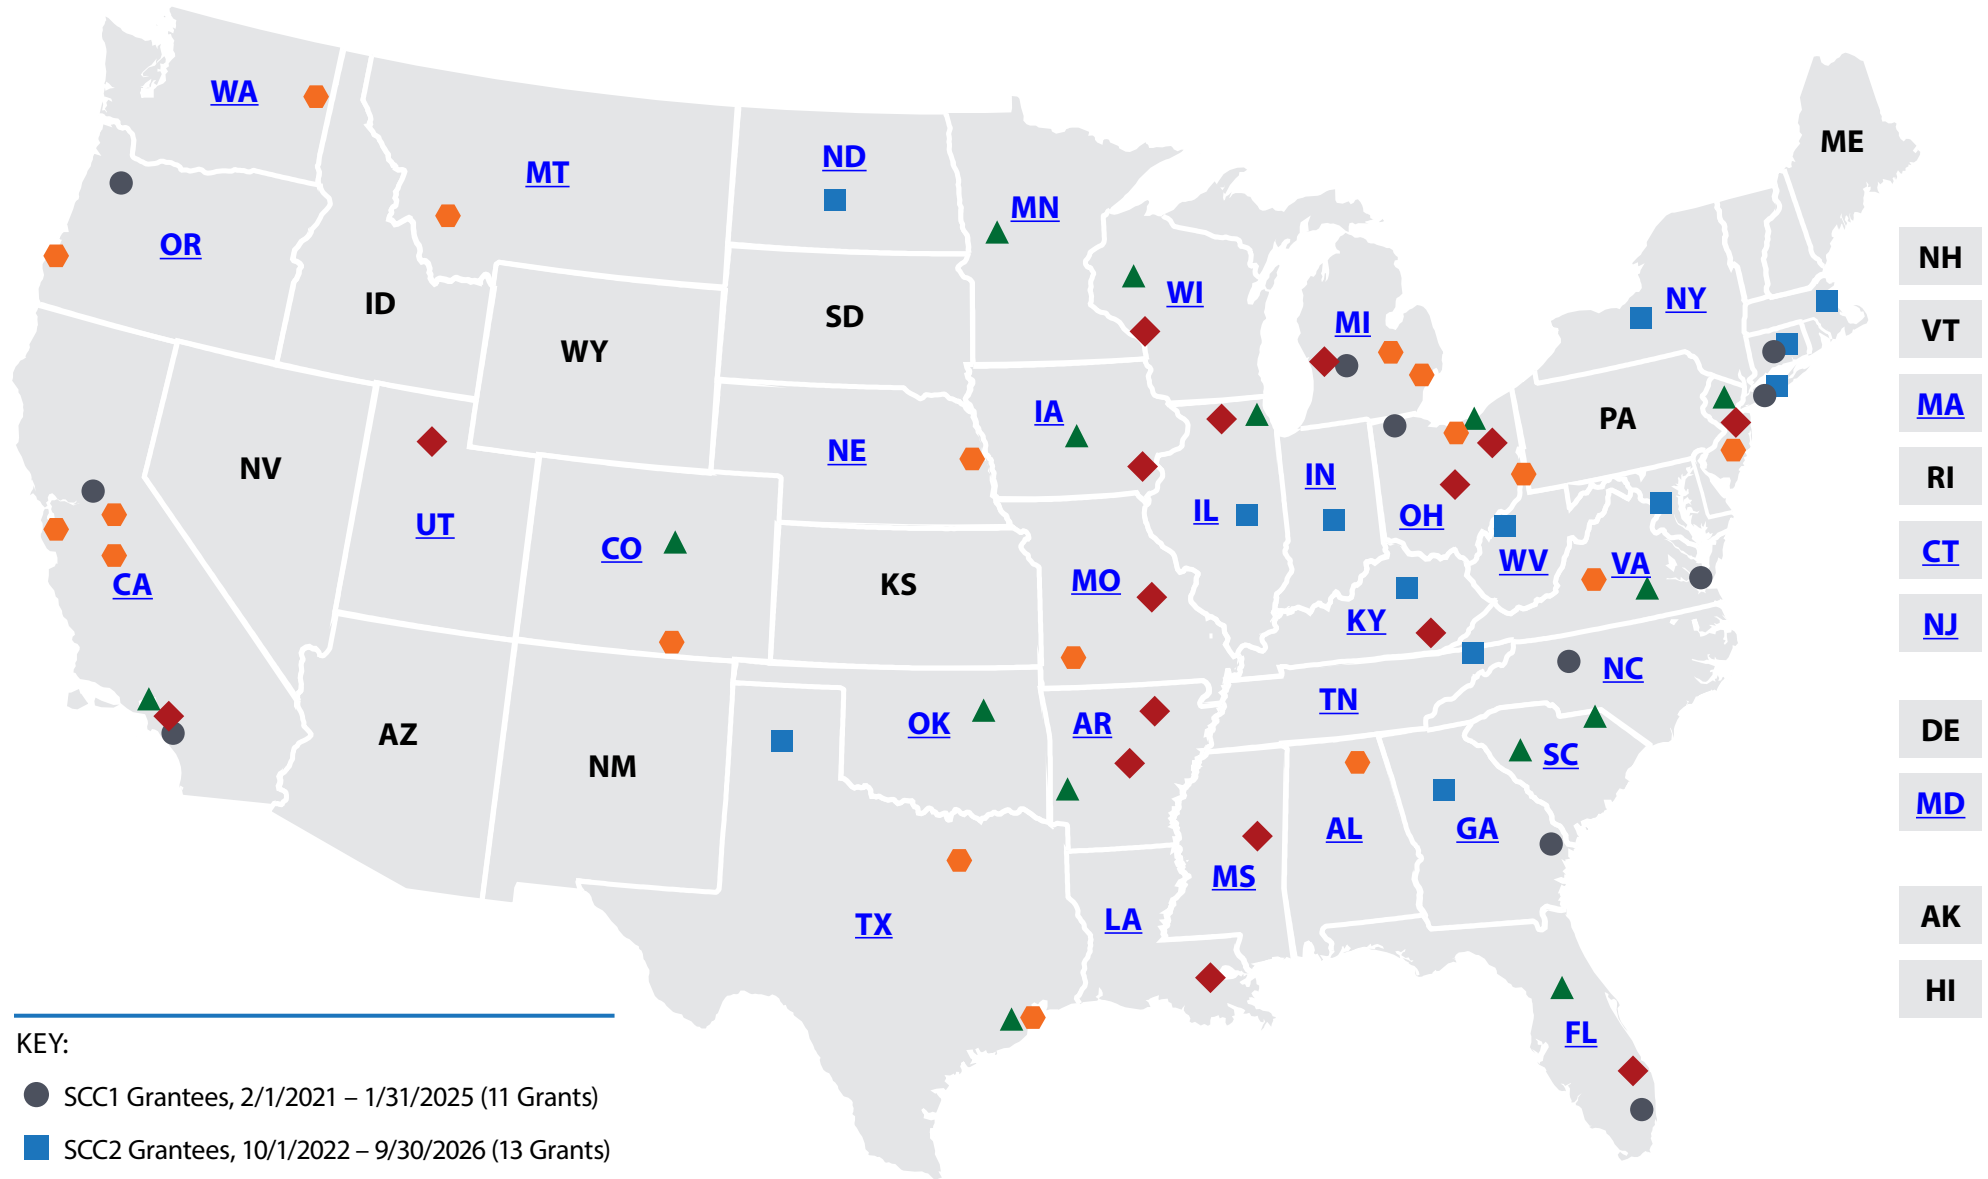 WA
MT
ND
MN
ME
OR
ID
SD
WI
MI
NY
NH
WY
VT
IA
PA
MA
NV
NE
IN
RI
UT
CO
IL
OH
CT
CA
KS
MO
WV
VA
KY
NJ
NC
TN
AZ
OK
AR
DE
NM
SC
MD
AL
GA
MS
TX
LA
AK
FL
HI
KEY:
SCC1 Grantees, 2/1/2021 – 1/31/2025 (11 Grants)
SCC2 Grantees, 10/1/2022 – 9/30/2026 (13 Grants)